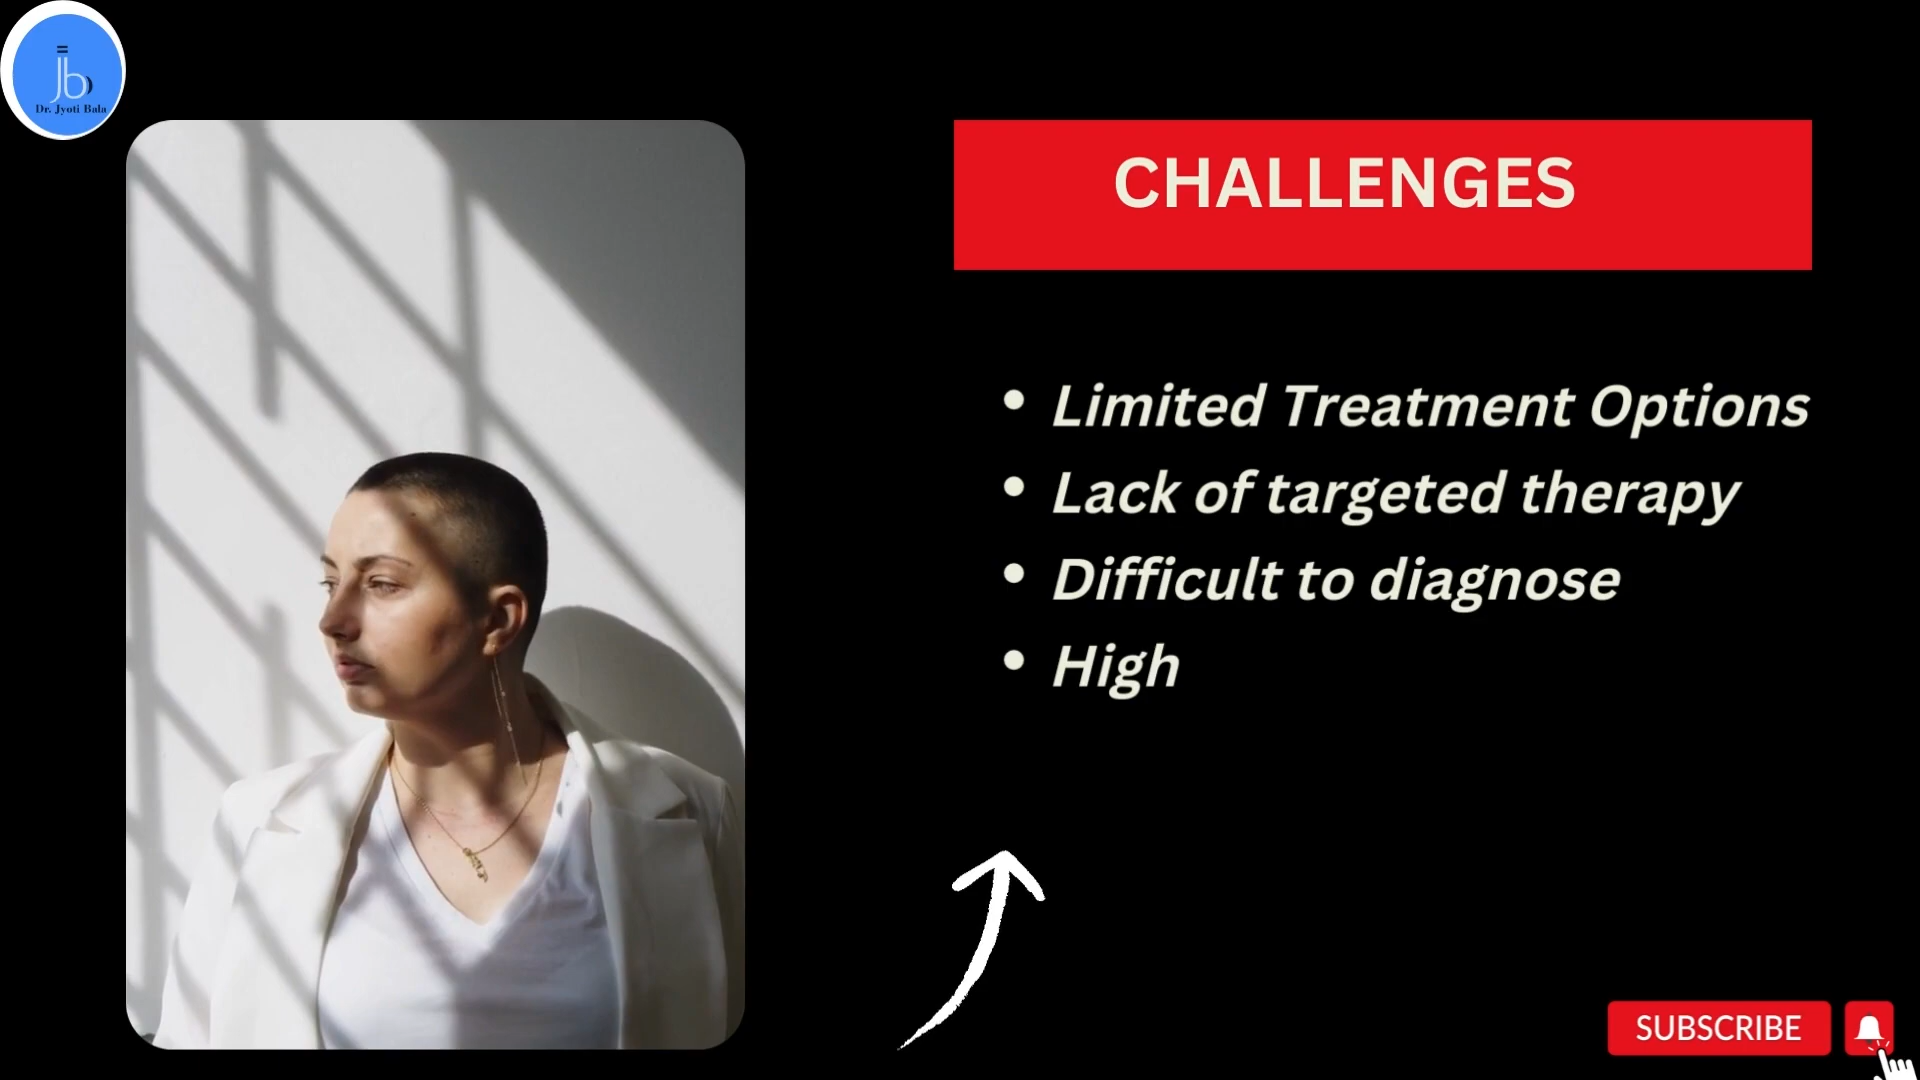 Dr. Jyoti Bala
CHALLENGES
• Limited Treatment Options
• Lack of targeted therapy
• Difficult to diagnose
• High
SUBSCRIBE